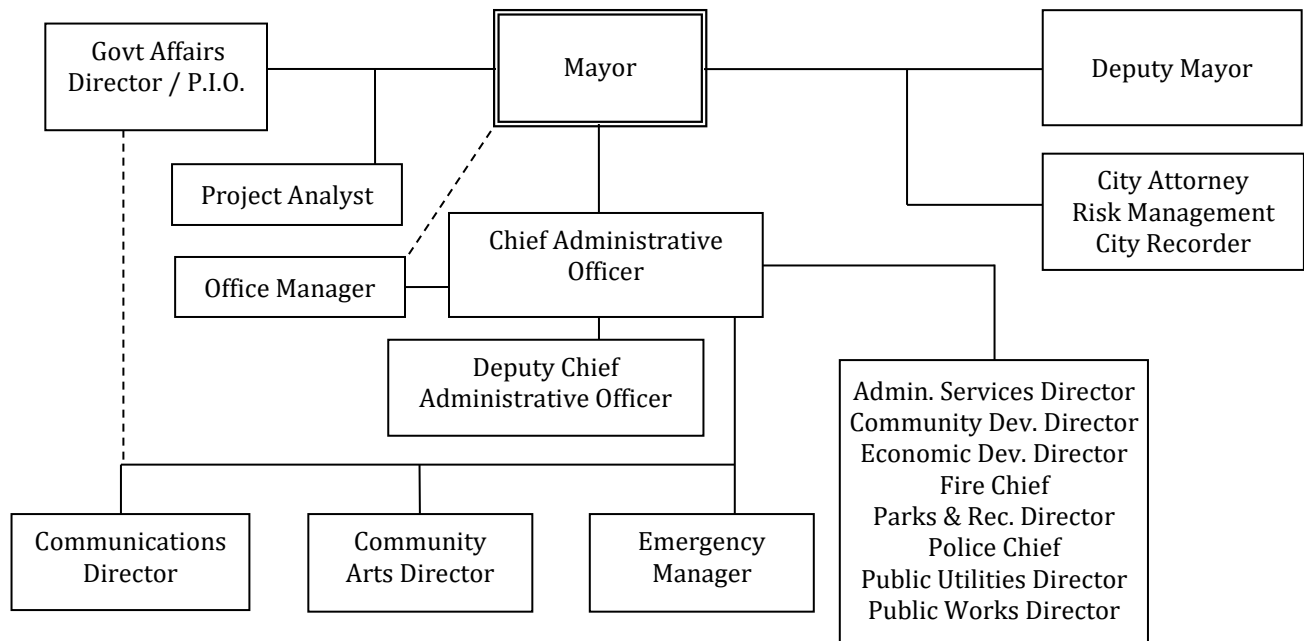 Govt Affairs
Director / P.I.O.
Mayor
Deputy Mayor
Project Analyst
City Attorney
Risk Management
City Recorder
Chief Administrative
Officer
Office Manager
Deputy Chief
Administrative Officer
Admin. Services Director
Community Dev. Director
Economic Dev. Director
Fire Chief
Parks & Rec. Director
Police Chief
Public Utilities Director
Public Works Director
Communications
Director
Community
Arts Director
Emergency
Manager